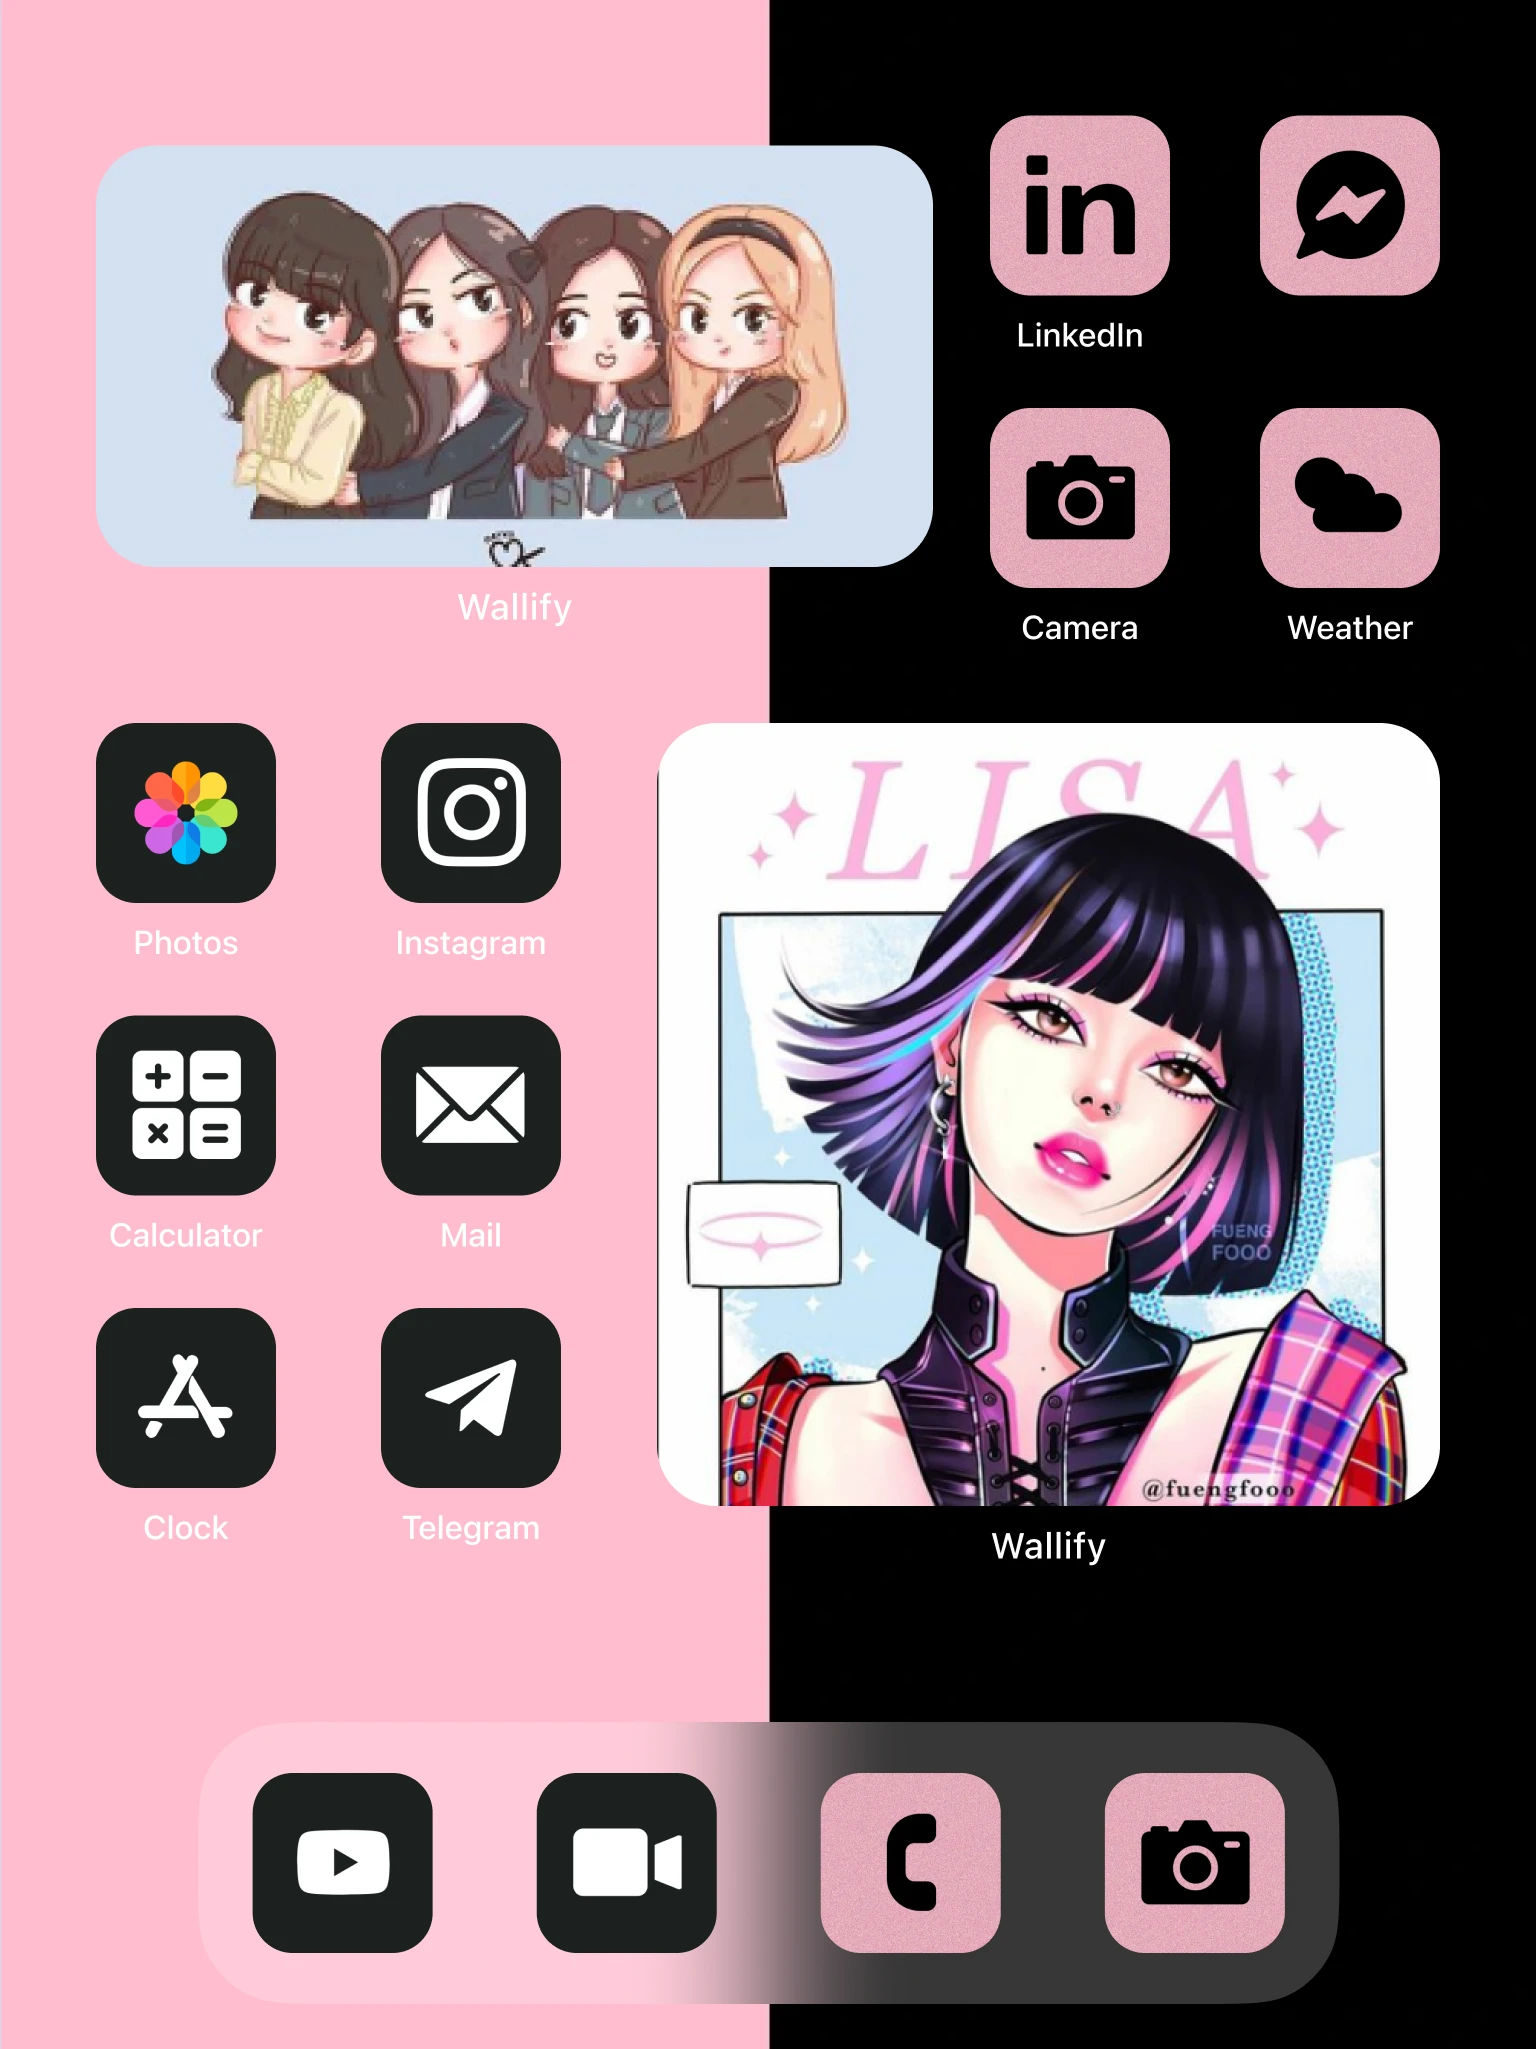 in
LinkedIn
Camera
Weather
Wallify
LISA
Photos
Instagram
FUENG
FOOO
Calculator
Mail
@fuengfooo
Clock
Telegram
Wallify